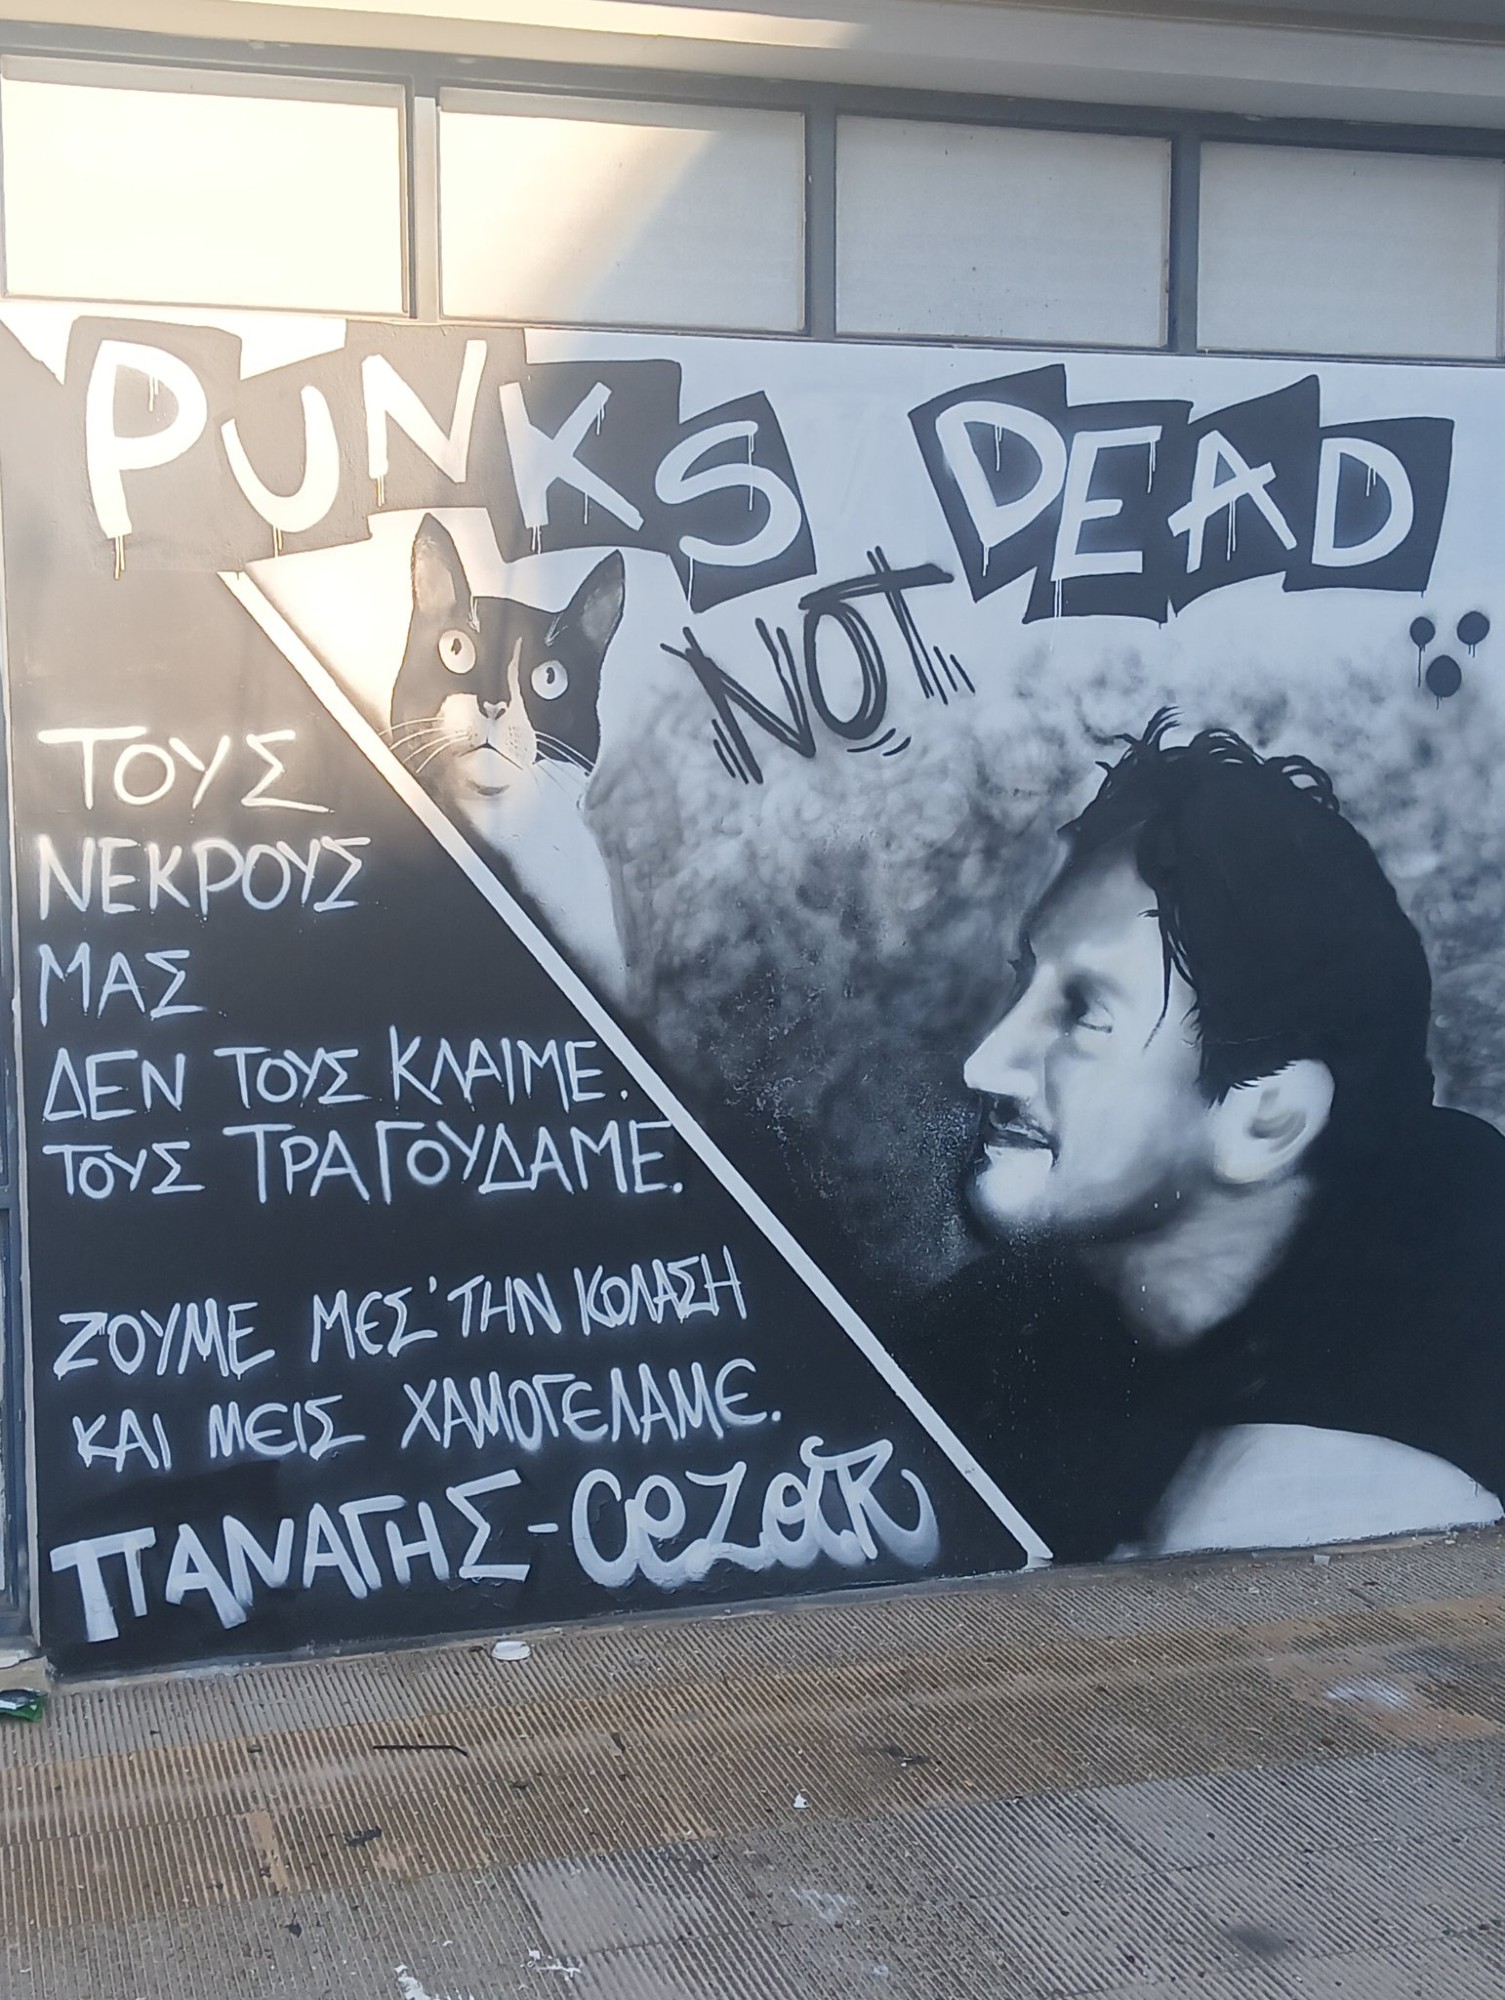 PUNKS DEAD
NOT
ΤΟΥΣ
ΝΕΚΡΟΥΣ
ΜΑΣ
ΔΕΝ ΤΟΥΣ ΚΛΑΙΜΕ.
ΤΟΥΣ ΤΡΑΓΟΥΔΑΜΕ.
ΖΟΥΜΕ ΜΕΣ' ΤΗΝ ΚΟΛΑΣΗ
ΚΑΙ ΜΕΙΣ ΧΑΜΟΓΕΛΑΜΕ.
ΠΑΝΑΓΗΣ-CeZaR